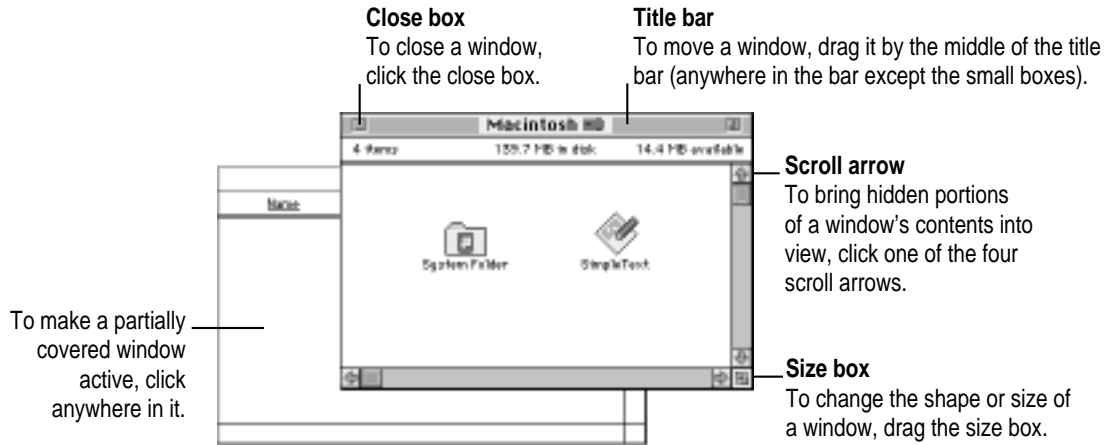 Close box
To close a window,
click the close box.
Title bar
To move a window, drag it by the middle of the title
bar (anywhere in the bar except the small boxes).
Macintosh HD
4 items 139.7 MB in disk 14.4 MB available
Name
System Folder
SimpleText
Scroll arrow
To bring hidden portions
of a window’s contents into
view, click one of the four
scroll arrows.
To make a partially
covered window
active, click
anywhere in it.
Size box
To change the shape or size of
a window, drag the size box.